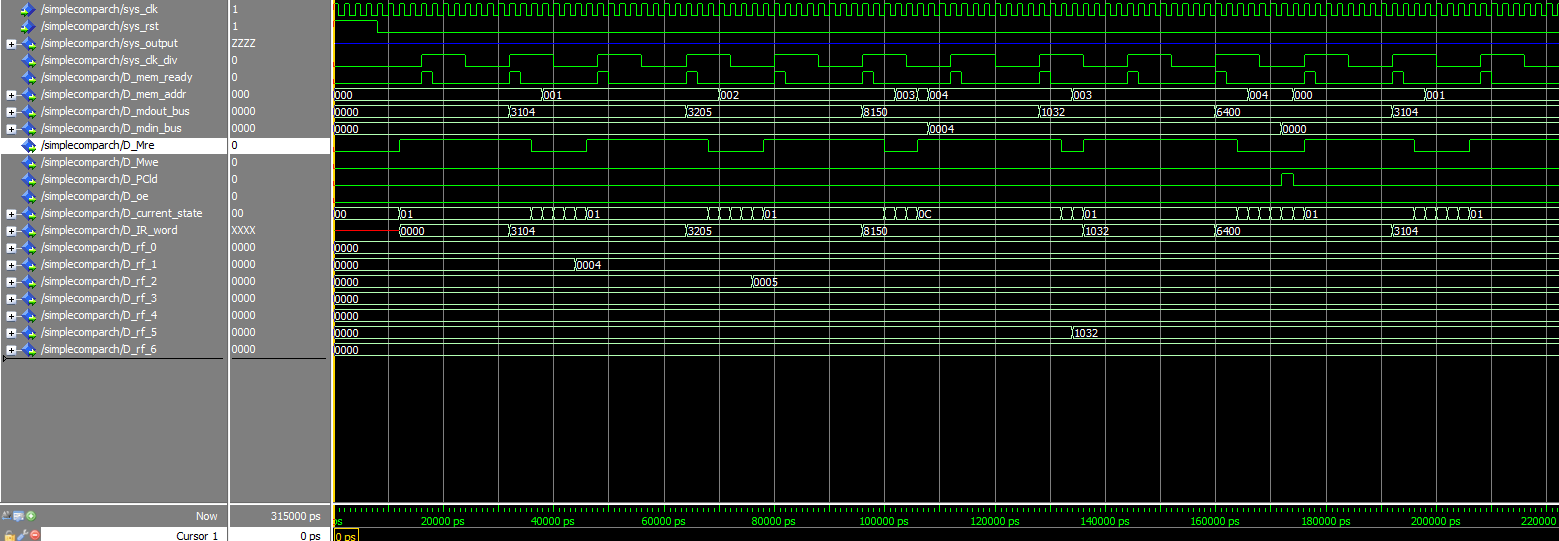 /simplecomparch/sys_clk 1
/simplecomparch/sys_rst 1
/simplecomparch/sys_output ZZZZ
/simplecomparch/sys_clk_div 0
/simplecomparch/D_mem_ready 0
/simplecomparch/D_mem_addr 000 000 001 002 003 004 003 004 000 001
/simplecomparch/D_mdout_bus 0000 0000 3104 3205 8150 1032 6400 3104
/simplecomparch/D_mdin_bus 0000 0000 0004 0000
/simplecomparch/D_Mre 0
/simplecomparch/D_Mwe 0
/simplecomparch/D_PCld 0
/simplecomparch/D_oe 0
/simplecomparch/D_current_state 00 00 01 01 01 0C 01 01 01
/simplecomparch/D_IR_word XXXX 0000 3104 3205 8150 1032 6400 3104
/simplecomparch/D_rf_0 0000 0000
/simplecomparch/D_rf_1 0000 0000 0004
/simplecomparch/D_rf_2 0000 0000 0005
/simplecomparch/D_rf_3 0000 0000
/simplecomparch/D_rf_4 0000 0000
/simplecomparch/D_rf_5 0000 0000 1032
/simplecomparch/D_rf_6 0000 0000
Now 315000 ps ps 20000 ps 40000 ps 60000 ps 80000 ps 100000 ps 120000 ps 140000 ps 160000 ps 180000 ps 200000 ps 220000
Cursor 1 0 ps 0 ps